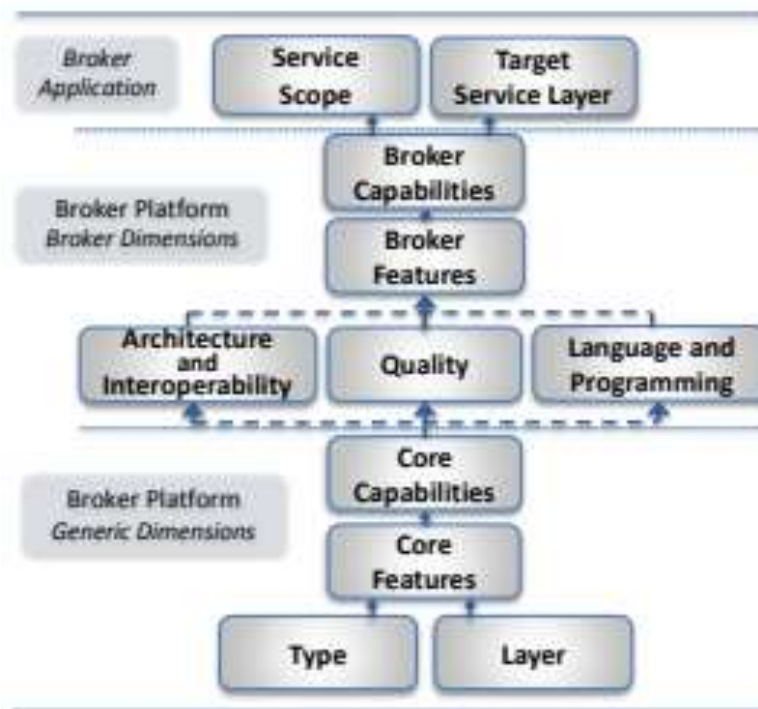 Broker
Application
Service
Scope
Target
Service Layer
Broker
Capabilities
Broker Platform
Broker Dimensions
Broker
Features
Architecture
and
Interoperability
Quality
Language and
Programming
Core
Capabilities
Broker Platform
Generic Dimensions
Core
Features
Type
Layer